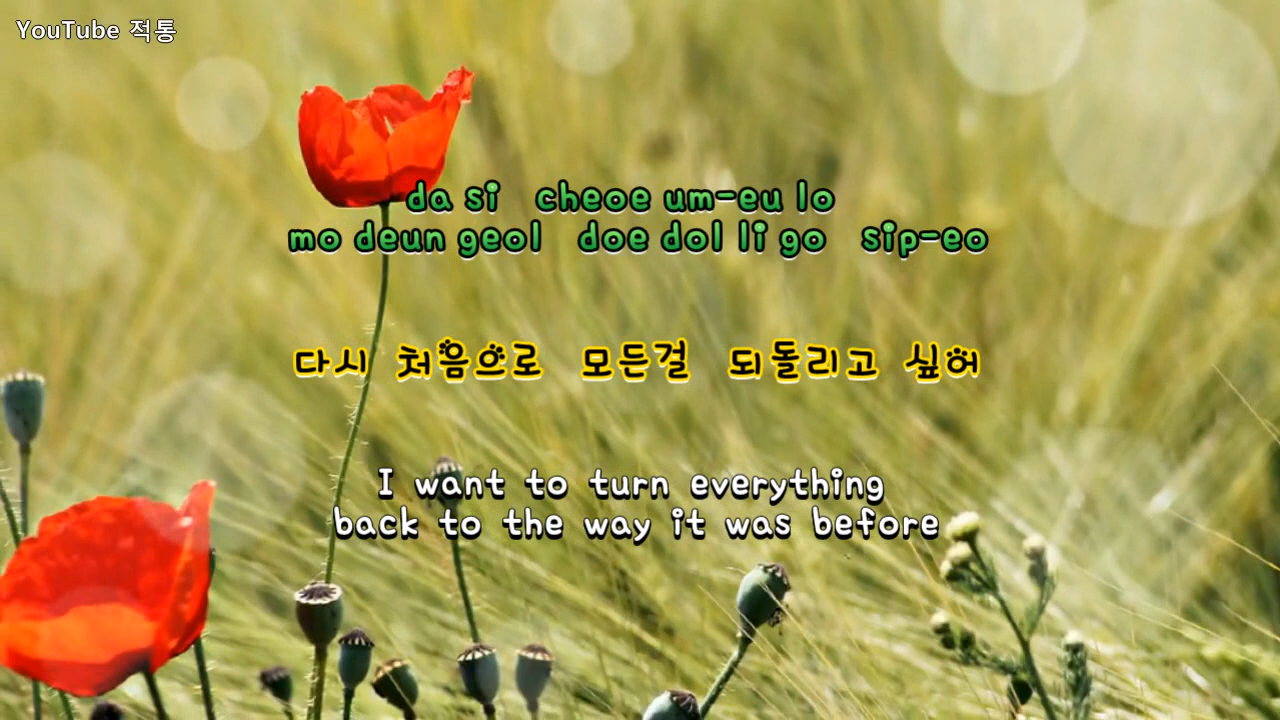 YouTube 적통
da si cheoe um-eu lo
mo deun geol doe dol li go sip-eo
다시 처음으로 모든걸 되돌리고 싶어
I want to turn everything
back to the way it was before